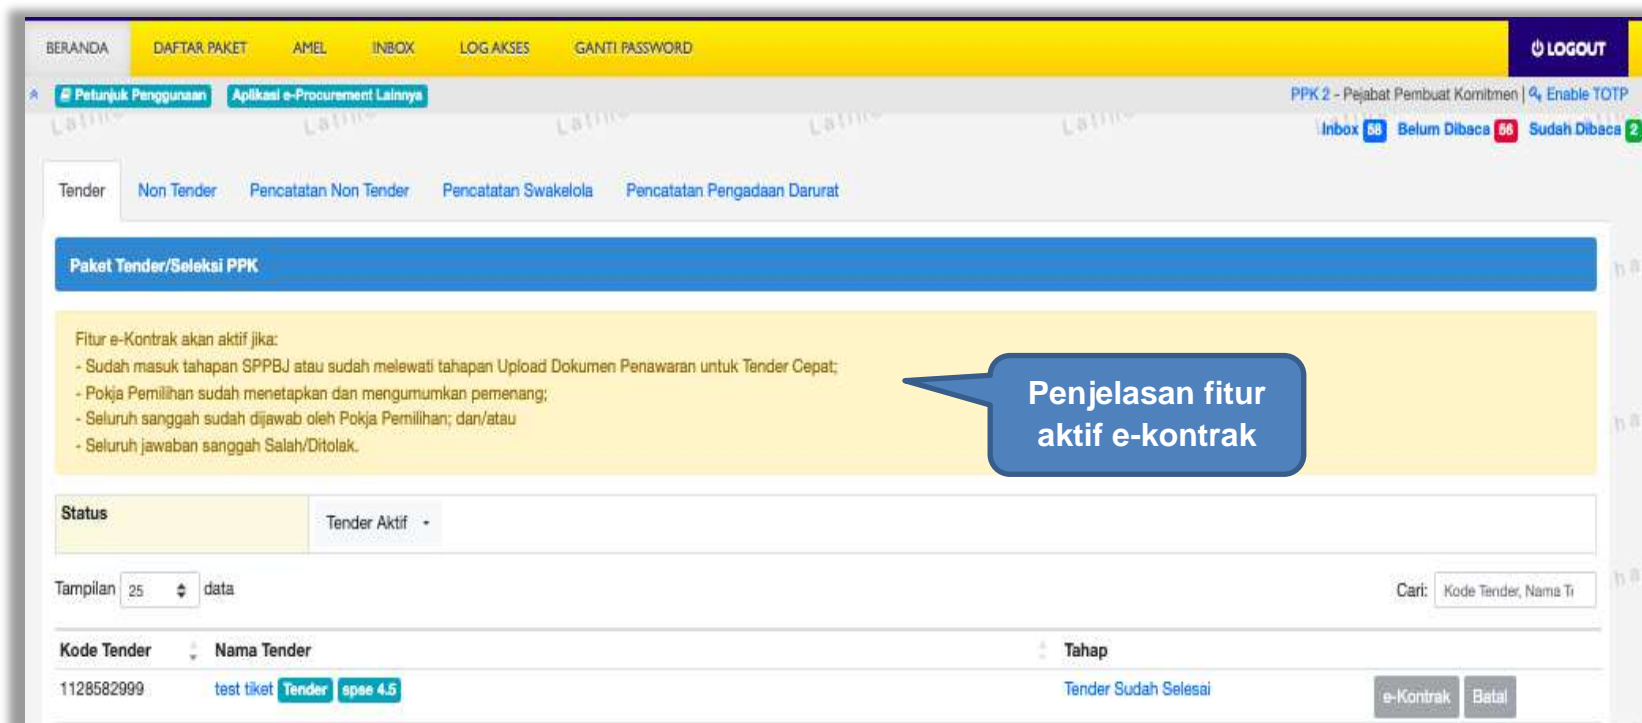 BERANDA DAFTAR PAKET AMEL INBOX LOG AKSES GANTI PASSWORD LOGOUT
Petunjuk Penggunaan Aplikasi e-Procurement Lainnya PPK 2 - Pejabat Pembuat Komitmen | Enable TOTP
Inbox 58 Belum Dibaca 56 Sudah Dibaca 2
Tender Non Tender Pencatatan Non Tender Pencatatan Swakelola Pencatatan Pengadaan Darurat
Paket Tender/Seleksi PPK
Fitur e-Kontrak akan aktif jika:
- Sudah masuk tahapan SPPBJ atau sudah melewati tahapan Upload Dokumen Penawaran untuk Tender Cepat;
- Pokja Pemilihan sudah menetapkan dan mengumumkan pemenang;
- Seluruh sanggah sudah dijawab oleh Pokja Pemilihan; dan/atau
- Seluruh jawaban sanggah Salah/Ditolak.
Penjelasan fitur
aktif e-kontrak
Status Tender Aktif
Tampilan 25 data Cari: Kode Tender, Nama
Kode Tender Nama Tender Tahap
1128582999 test tiket Tender spse 4.5 Tender Sudah Selesai e-Kontrak Batal